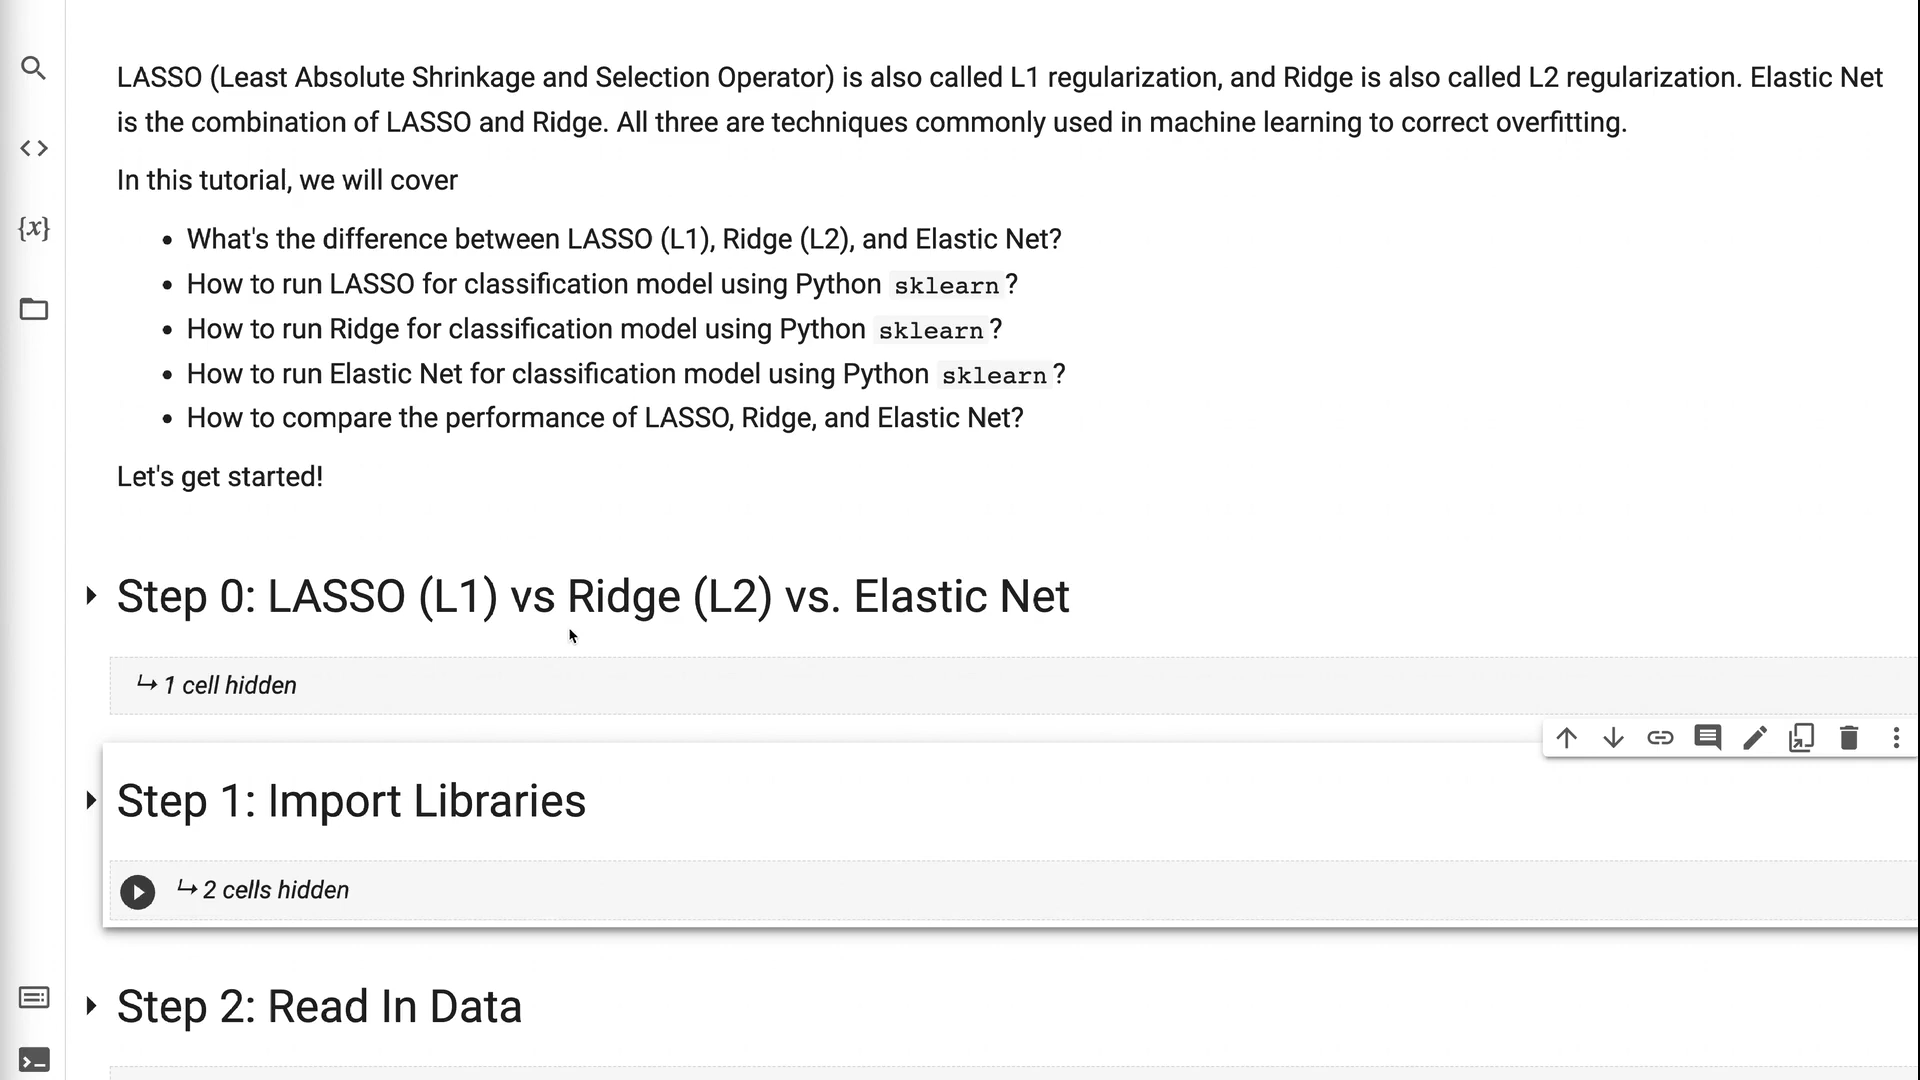 LASSO (Least Absolute Shrinkage and Selection Operator) is also called L1 regularization, and Ridge is also called L2 regularization. Elastic Net
is the combination of LASSO and Ridge. All three are techniques commonly used in machine learning to correct overfitting.
{x}
In this tutorial, we will cover
• What's the difference between LASSO (L1), Ridge (L2), and Elastic Net?
• How to run LASSO for classification model using Python sklearn?
• How to run Ridge for classification model using Python sklearn?
• How to run Elastic Net for classification model using Python sklearn?
• How to compare the performance of LASSO, Ridge, and Elastic Net?
Let's get started!
Step 0: LASSO (L1) vs Ridge (L2) vs. Elastic Net
↳ 1 cell hidden
Step 1: Import Libraries
↳ 2 cells hidden
Step 2: Read In Data